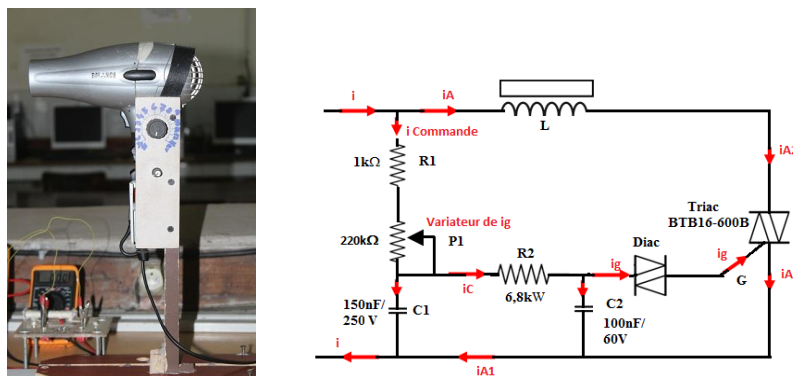 i
iA
i Commande
L
1kΩ
R1
iA2
Triac
BTB16-600B
Variateur de ig
220kΩ
P1
R2
Diac
iC
6,8kW
ig
ig
G
iA
150nF/
250 V
C1
C2
100nF/
60V
i
iA1